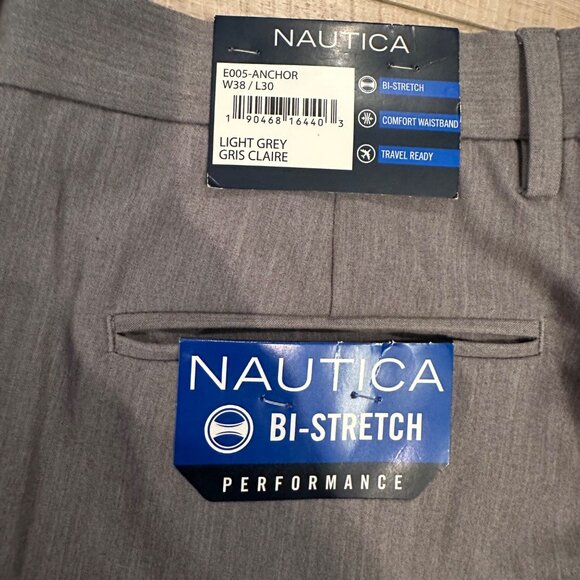 NAUTICA
E005-ANCHOR
W38 / L30
1 90468 16440 3
LIGHT GREY
GRIS CLAIRE
BI-STRETCH
COMFORT WAISTBAND
TRAVEL READY
NAUTICA
BI-STRETCH
PERFORMANCE